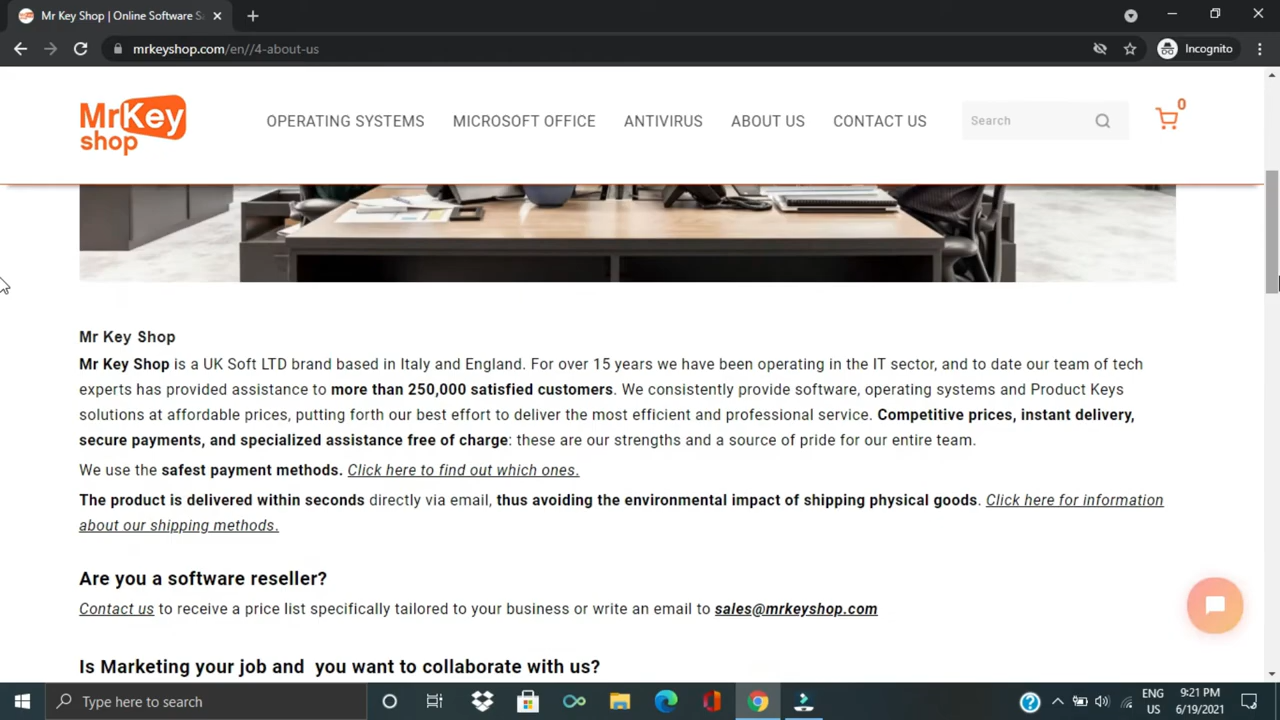 Mr Key Shop | Online Software S
mrkeyshop.com/en//4-about-us
Incognito
MrKey
shop
OPERATING SYSTEMS
MICROSOFT OFFICE
ANTIVIRUS
ABOUT US
CONTACT US
Search
0
Mr Key Shop
Mr Key Shop is a UK Soft LTD brand based in Italy and England. For over 15 years we have been operating in the IT sector, and to date our team of tech
experts has provided assistance to more than 250,000 satisfied customers. We consistently provide software, operating systems and Product Keys
solutions at affordable prices, putting forth our best effort to deliver the most efficient and professional service. Competitive prices, instant delivery,
secure payments, and specialized assistance free of charge: these are our strengths and a source of pride for our entire team.
We use the safest payment methods. Click here to find out which ones.
The product is delivered within seconds directly via email, thus avoiding the environmental impact of shipping physical goods. Click here for information
about our shipping methods.
Are you a software reseller?
Contact us to receive a price list specifically tailored to your business or write an email to sales@mrkeyshop.com
Is Marketing your job and you want to collaborate with us?
Type here to search
ENG
US
9:21 PM
6/19/2021